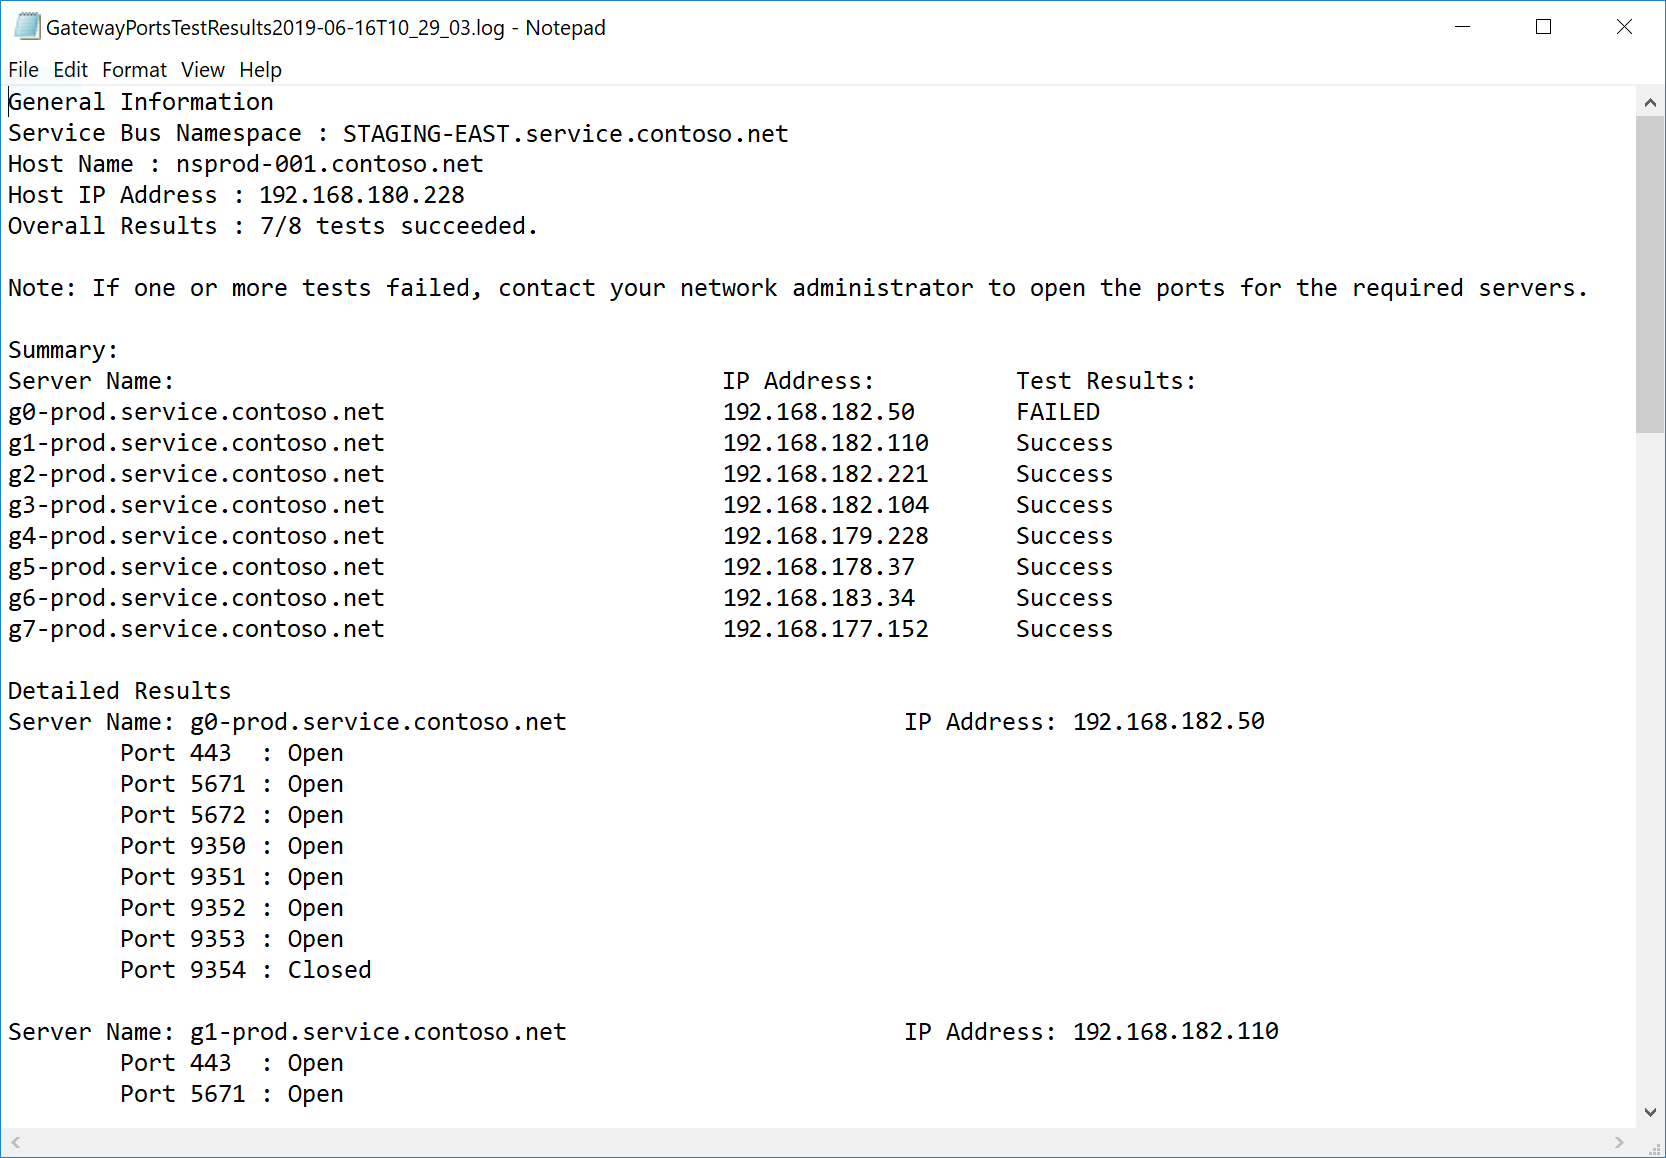 GatewayPortsTestResults2019-06-16T10_29_03.log - Notepad
File Edit Format View Help
General Information
Service Bus Namespace : STAGING-EAST.service.contoso.net
Host Name : nsprod-001.contoso.net
Host IP Address : 192.168.180.228
Overall Results : 7/8 tests succeeded.
Note: If one or more tests failed, contact your network administrator to open the ports for the required servers.
Summary:
Server Name: IP Address: Test Results:
g0-prod.service.contoso.net 192.168.182.50 FAILED
g1-prod.service.contoso.net 192.168.182.110 Success
g2-prod.service.contoso.net 192.168.182.221 Success
g3-prod.service.contoso.net 192.168.182.104 Success
g4-prod.service.contoso.net 192.168.179.228 Success
g5-prod.service.contoso.net 192.168.178.37 Success
g6-prod.service.contoso.net 192.168.183.34 Success
g7-prod.service.contoso.net 192.168.177.152 Success
Detailed Results
Server Name: g0-prod.service.contoso.net IP Address: 192.168.182.50
Port 443 : Open
Port 5671 : Open
Port 5672 : Open
Port 9350 : Open
Port 9351 : Open
Port 9352 : Open
Port 9353 : Open
Port 9354 : Closed
Server Name: g1-prod.service.contoso.net IP Address: 192.168.182.110
Port 443 : Open
Port 5671 : Open